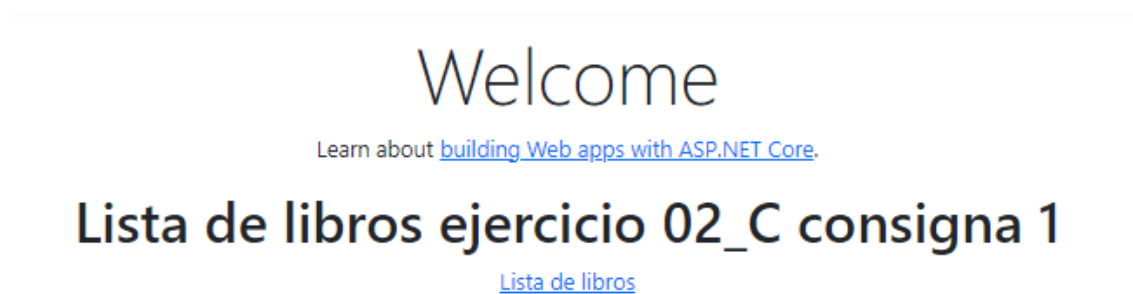 Welcome
Learn about building Web apps with ASP.NET Core.
Lista de libros ejercicio 02_C consigna 1
Lista de libros